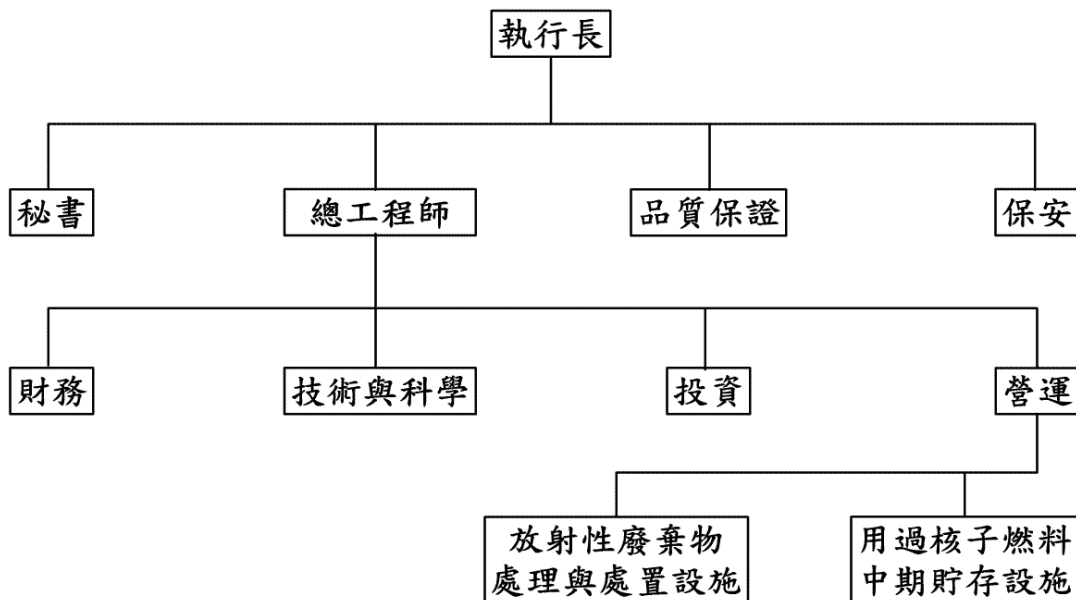 執行長
秘書
總工程師
品質保證
保安
財務
技術與科學
投資
營運
放射性廢棄物
處理與處置設施
用過核子燃料
中期貯存設施